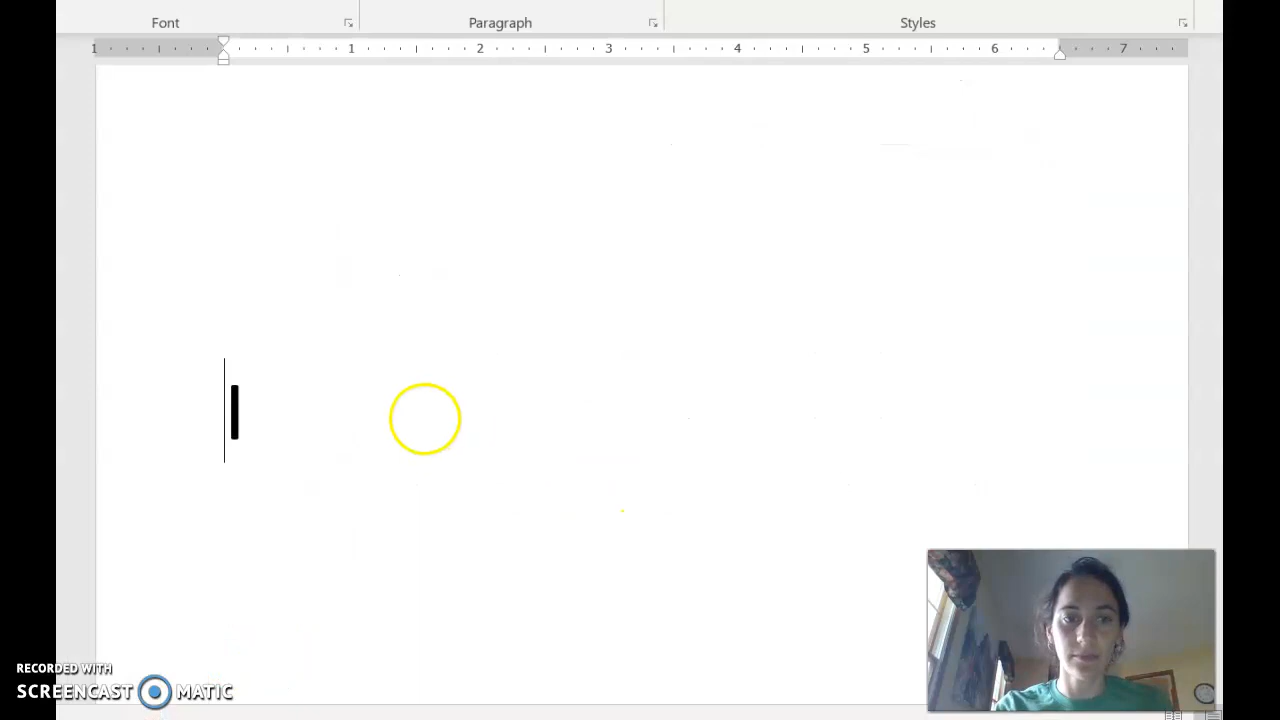 Font Paragraph Styles
1 1 2 3 4 5 6 7
RECORDED WITH
SCREENCAST MATIC